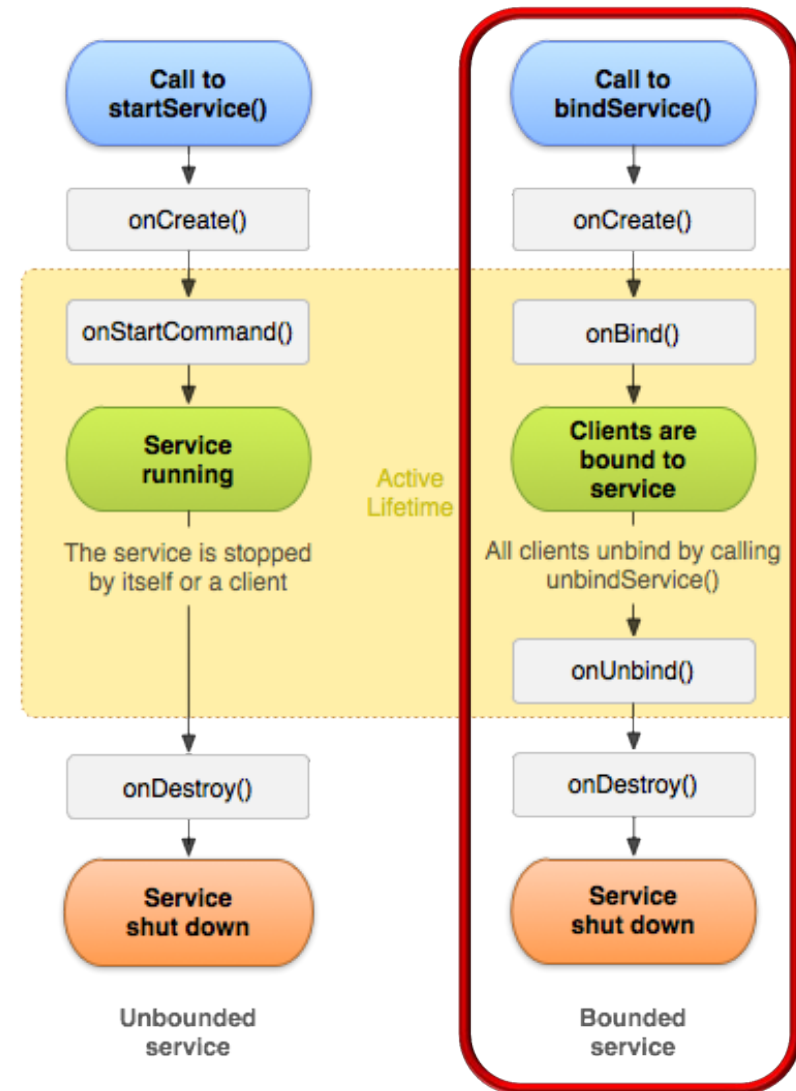 Call to
startService()
onCreate()
onStartCommand()
Service
running
The service is stopped
by itself or a client
onDestroy()
Service
shut down
Unbounded
service
Active
Lifetime
Call to
bindService()
onCreate()
onBind()
Clients are
bound to
service
All clients unbind by calling
unbindService()
onUnbind()
onDestroy()
Service
shut down
Bounded
service